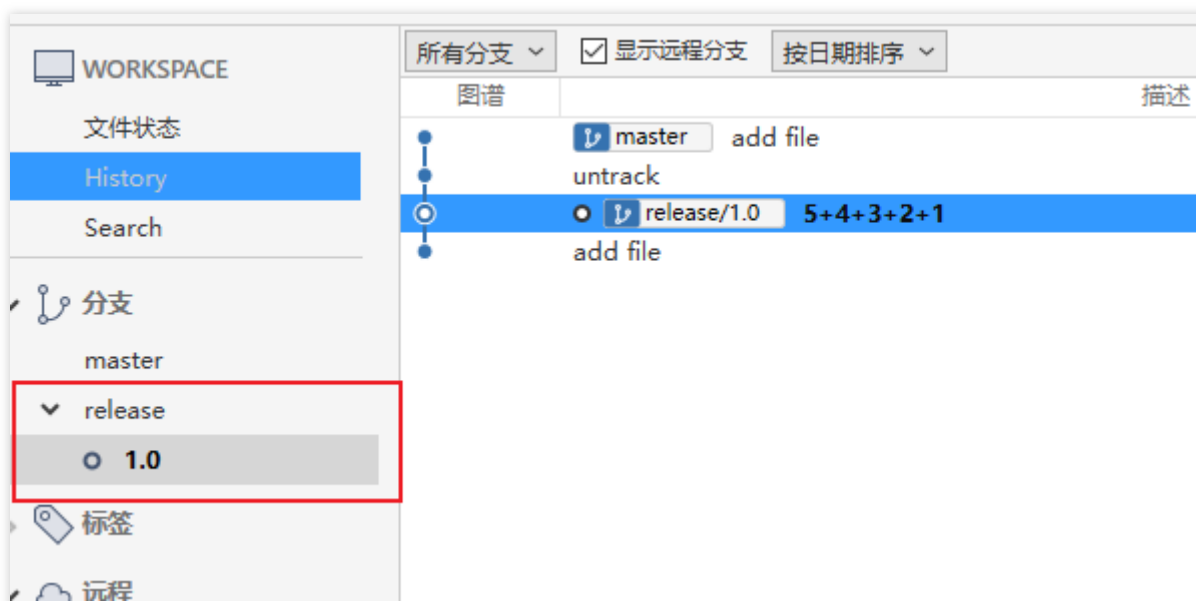 WORKSPACE
文件状态
History
Search
分支
master
release
1.0
标签
远程
所有分支 显示远程分支 按日期排序
图谱 描述
master add file
untrack
release/1.0 5+4+3+2+1
add file